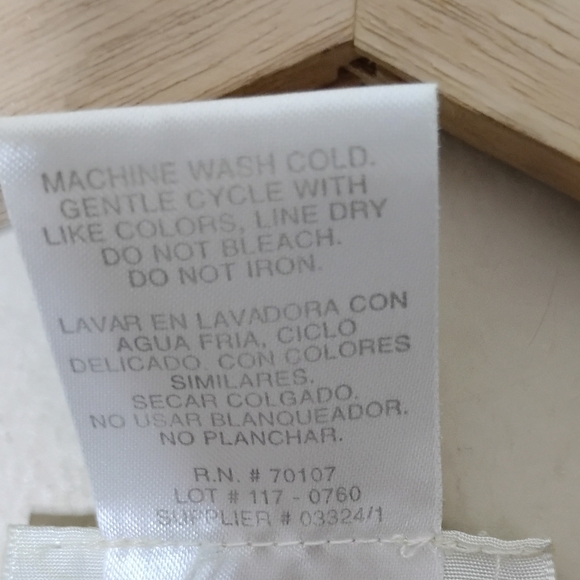 MACHINE WASH COLD.
GENTLE CYCLE WITH
LIKE COLORS, LINE DRY
DO NOT BLEACH.
DO NOT IRON.
LAVAR EN LAVADORA CON
AGUA FRIA, CICLO
DELICADO. CON COLORES
SIMILARES.
SECAR COLGADO.
NO USAR BLANQUEADOR.
NO PLANCHAR.
R.N. # 70107
LOT # 117 - 0760
SUPPLIER # 03324/1